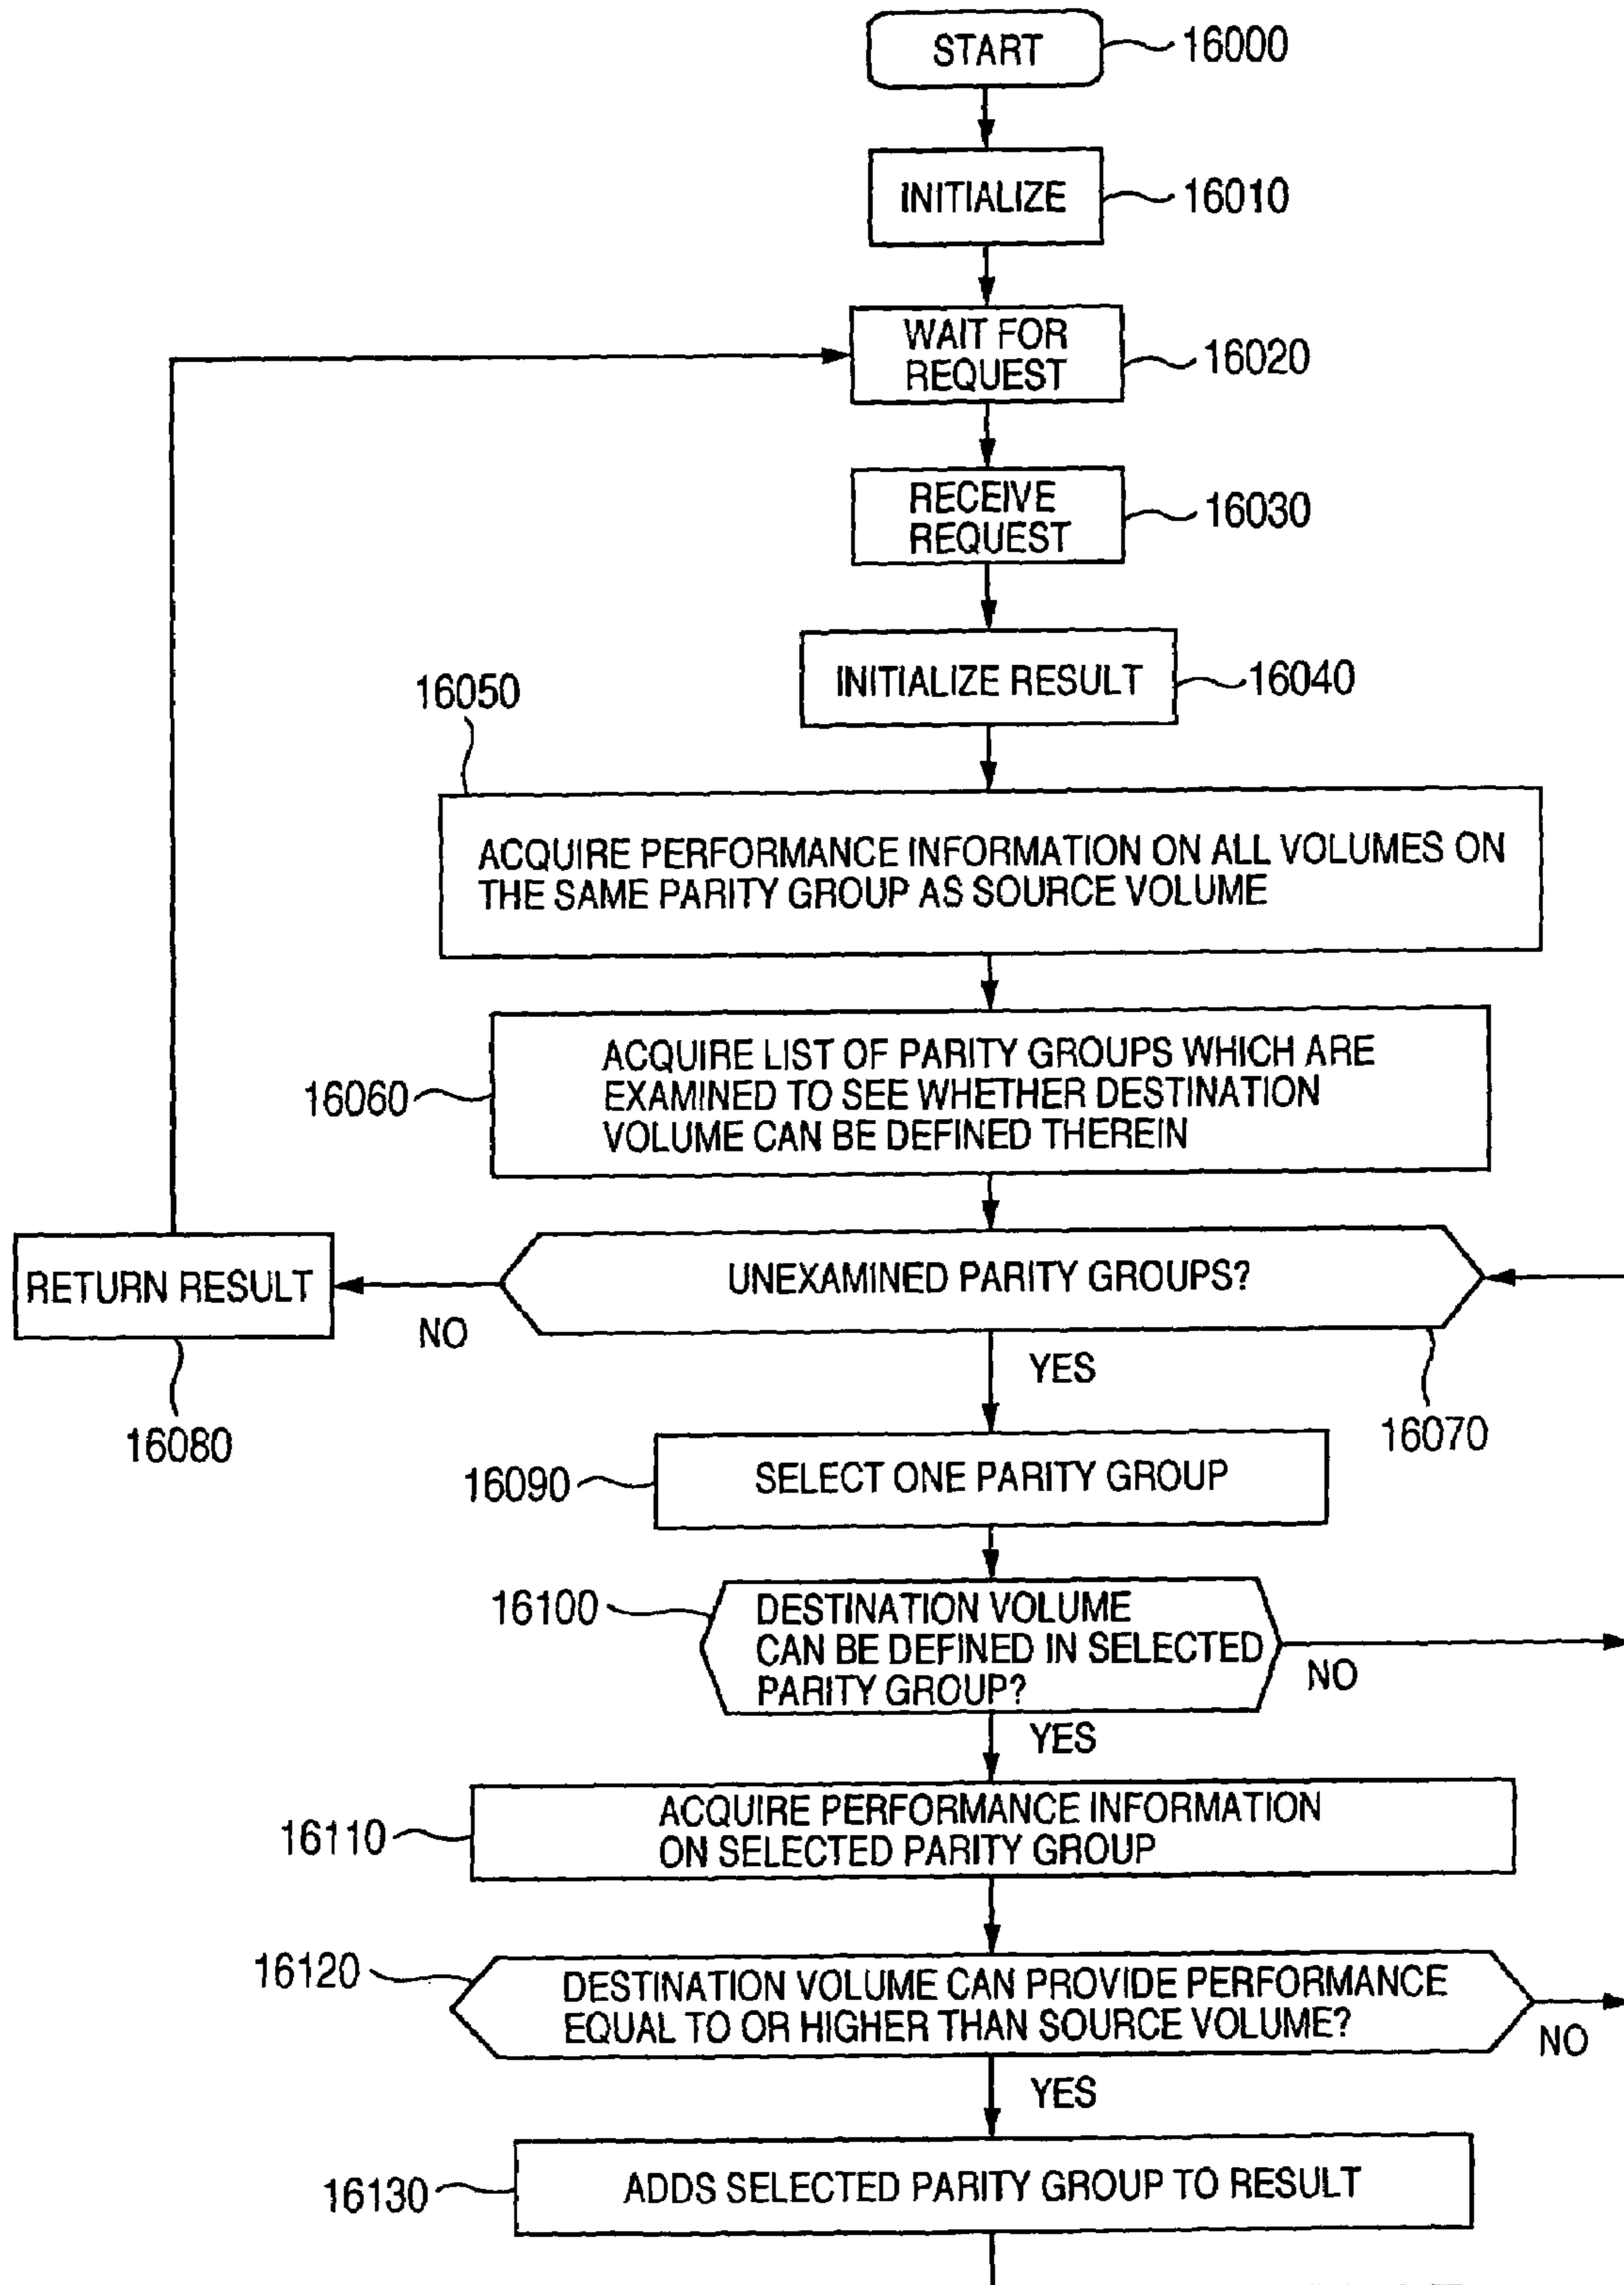 START
16000
INITIALIZE
16010
WAIT FOR
REQUEST
16020
RECEIVE
REQUEST
16030
INITIALIZE RESULT
16040
16050
ACQUIRE PERFORMANCE INFORMATION ON ALL VOLUMES ON
THE SAME PARITY GROUP AS SOURCE VOLUME
16060
ACQUIRE LIST OF PARITY GROUPS WHICH ARE
EXAMINED TO SEE WHETHER DESTINATION
VOLUME CAN BE DEFINED THEREIN
RETURN RESULT
NO
UNEXAMINED PARITY GROUPS?
YES
16080
16070
16090
SELECT ONE PARITY GROUP
16100
DESTINATION VOLUME
CAN BE DEFINED IN SELECTED
PARITY GROUP?
NO
YES
16110
ACQUIRE PERFORMANCE INFORMATION
ON SELECTED PARITY GROUP
16120
DESTINATION VOLUME CAN PROVIDE PERFORMANCE
EQUAL TO OR HIGHER THAN SOURCE VOLUME?
NO
YES
16130
ADDS SELECTED PARITY GROUP TO RESULT